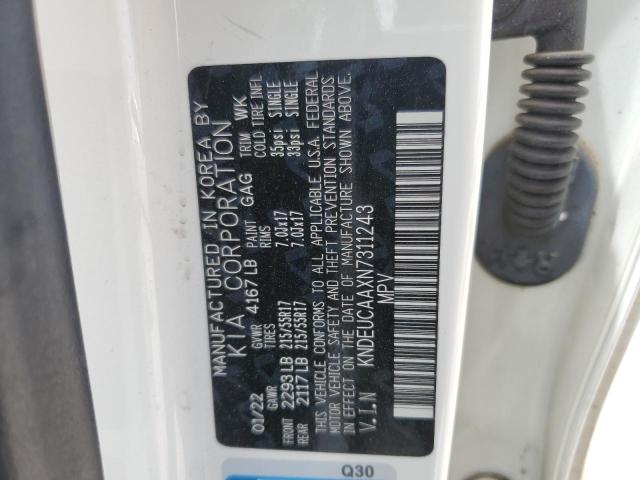 MANUFACTURED IN KOREA BY
KIA CORPORATION
01/22 GVWR 4167 LB PAINT GAG TRIM WK
GAWR TIRES RIMS COLD TIRE INFL
FRONT 2293 LB 215/55R17 7.0Jx17 35psi SINGLE
REAR 2117 LB 215/55R17 7.0Jx17 33psi SINGLE
THIS VEHICLE CONFORMS TO ALL APPLICABLE U.S.A. FEDERAL
MOTOR VEHICLE SAFETY AND THEFT PREVENTION STANDARDS
IN EFFECT ON THE DATE OF MANUFACTURE SHOWN ABOVE.
V.I.N KNDEUCAAXN7311243
MPV
Q30